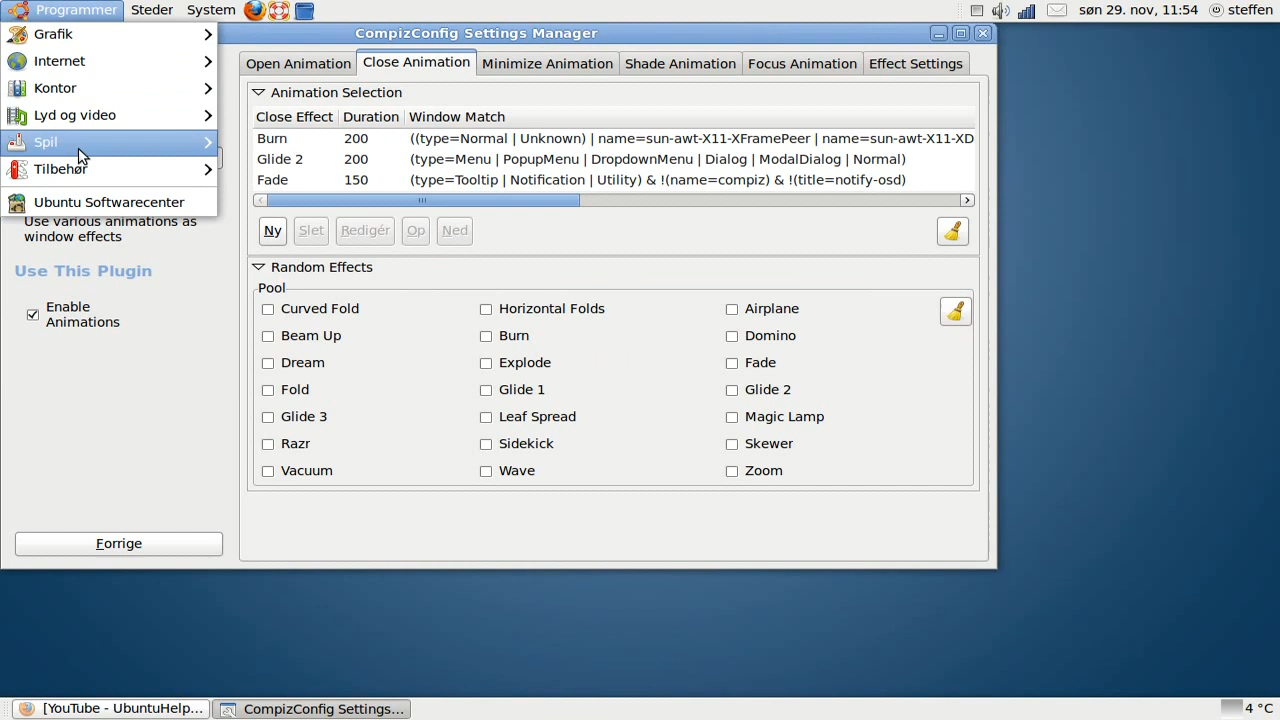 Programmer Steder System søn 29. nov, 11:54 steffen
CompizConfig Settings Manager
Grafik
Internet
Kontor
Lyd og video
Spil
Tilbehør
Ubuntu Softwarecenter
Use various animations as
window effects
Use This Plugin
Enable
Animations
Forrige
Open Animation Close Animation Minimize Animation Shade Animation Focus Animation Effect Settings
Animation Selection
Close Effect Duration Window Match
Burn 200 ((type=Normal | Unknown) | name=sun-awt-X11-XFramePeer | name=sun-awt-X11-XD
Glide 2 200 (type=Menu | PopupMenu | DropdownMenu | Dialog | ModalDialog | Normal)
Fade 150 (type=Tooltip | Notification | Utility) & !(name=compiz) & !(title=notify-osd)
Ny Slet Redigér Op Ned
Random Effects
Pool
Curved Fold Horizontal Folds Airplane
Beam Up Burn Domino
Dream Explode Fade
Fold Glide 1 Glide 2
Glide 3 Leaf Spread Magic Lamp
Razr Sidekick Skewer
Vacuum Wave Zoom
[YouTube - UbuntuHelp... CompizConfig Settings... 4 °C